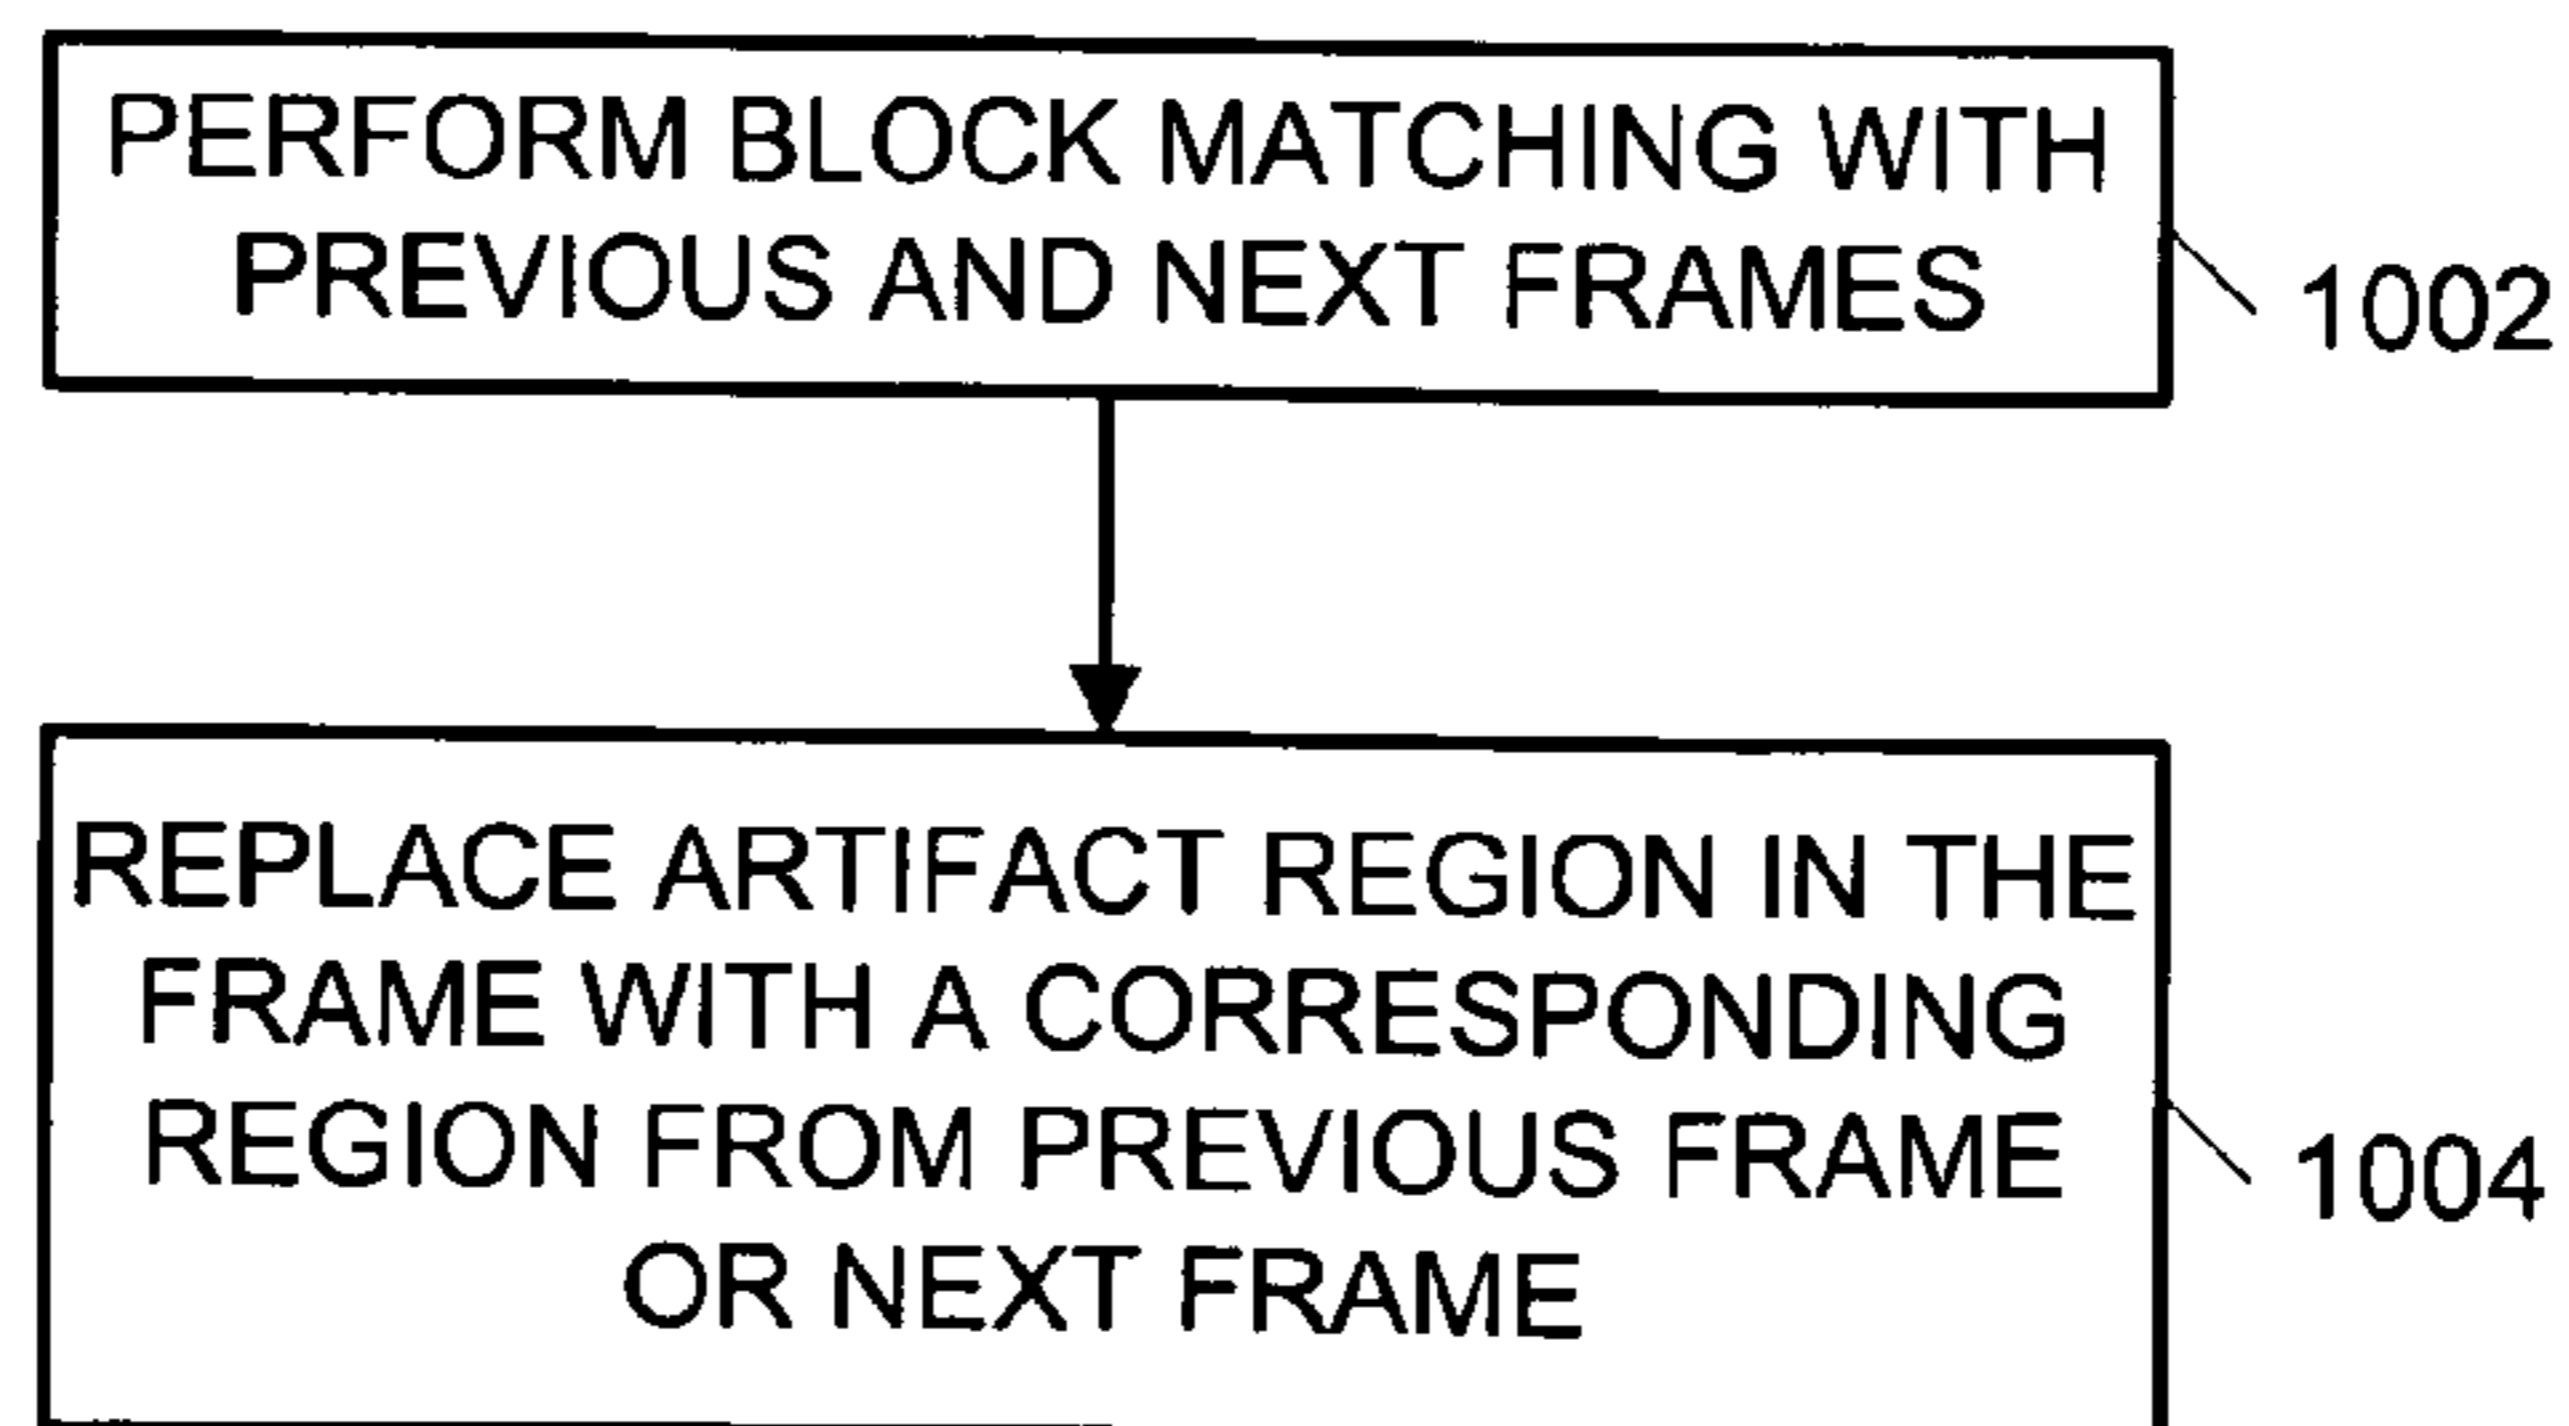 PERFORM BLOCK MATCHING WITH
PREVIOUS AND NEXT FRAMES
1002
REPLACE ARTIFACT REGION IN THE
FRAME WITH A CORRESPONDING
REGION FROM PREVIOUS FRAME
OR NEXT FRAME
1004